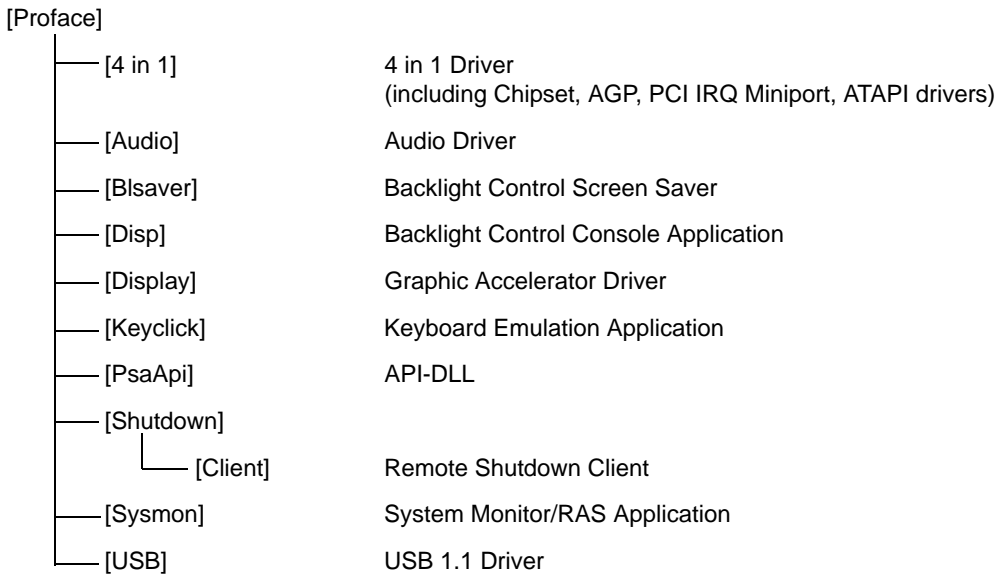 [Proface]
[4 in 1] 4 in 1 Driver
(including Chipset, AGP, PCI IRQ Miniport, ATAPI drivers)
[Audio] Audio Driver
[Blsaver] Backlight Control Screen Saver
[Disp] Backlight Control Console Application
[Display] Graphic Accelerator Driver
[Keyclick] Keyboard Emulation Application
[PsaApi] API-DLL
[Shutdown]
[Client] Remote Shutdown Client
[Sysmon] System Monitor/RAS Application
[USB] USB 1.1 Driver